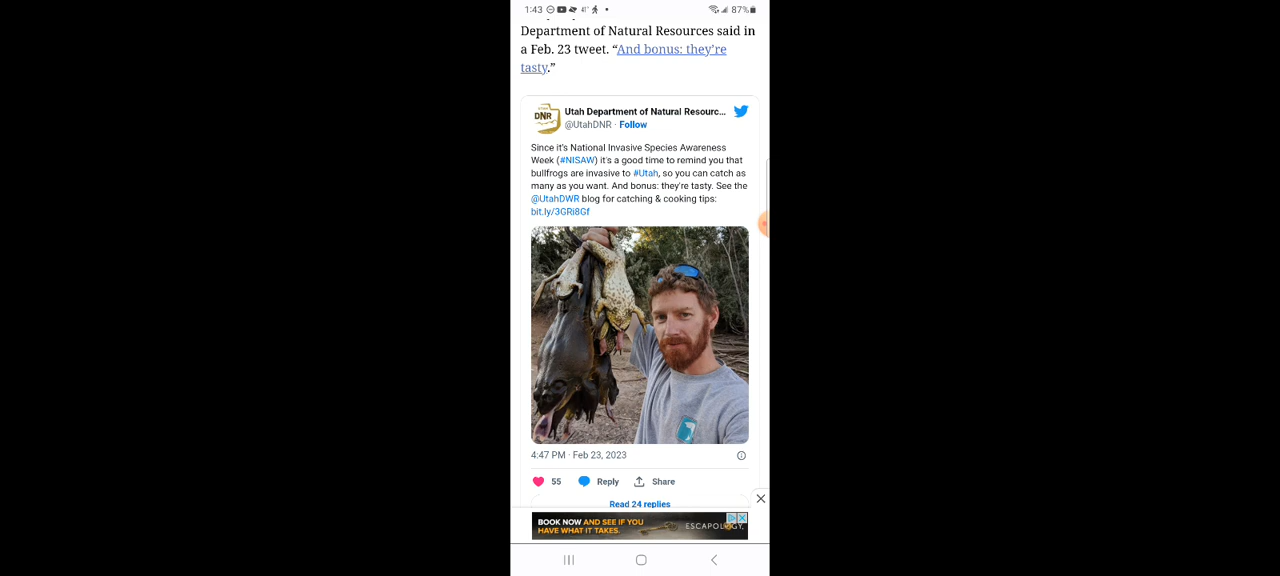 1:43 41° 87%
Department of Natural Resources said in
a Feb. 23 tweet. “And bonus: they’re
tasty.”
DNR
Utah Department of Natural Resourc...
@UtahDNR · Follow
Since it's National Invasive Species Awareness
Week (#NISAW) it's a good time to remind you that
bullfrogs are invasive to #Utah, so you can catch as
many as you want. And bonus: they're tasty. See the
@UtahDWR blog for catching & cooking tips:
bit.ly/3GRi8Gf
4:47 PM · Feb 23, 2023
55 Reply Share
Read 24 replies
BOOK NOW AND SEE IF YOU
HAVE WHAT IT TAKES.
ESCAPOLOGY.